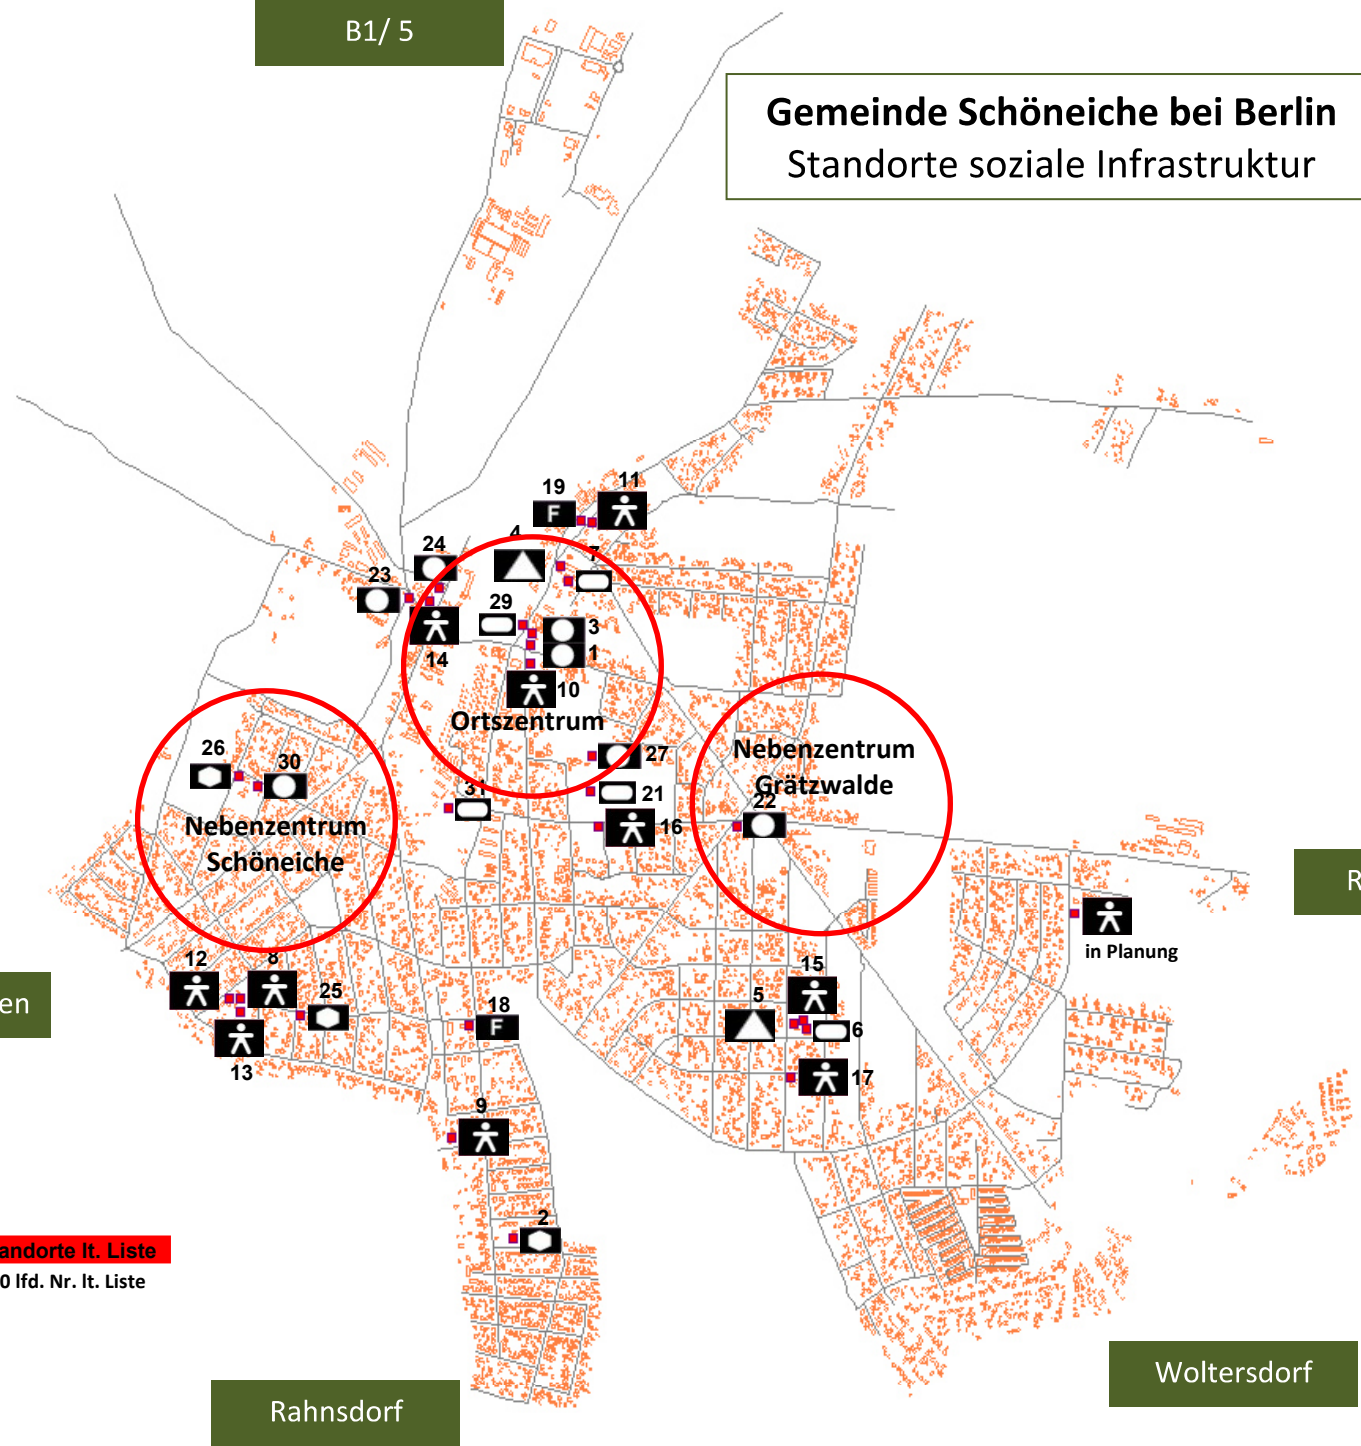 B1/ 5
Gemeinde Schöneiche bei Berlin
Standorte soziale Infrastruktur
19
11
4
24
7
23
29
3
1
14
10
Ortszentrum
26
30
27
Nebenzentrum
Grätzwalde
31
21
22
16
Nebenzentrum
Schöneiche
R
in Planung
12
8
25
15
5
18
F
F
6
en
13
17
9
2
andorte lt. Liste
0 lfd. Nr. lt. Liste
Woltersdorf
Rahnsdorf